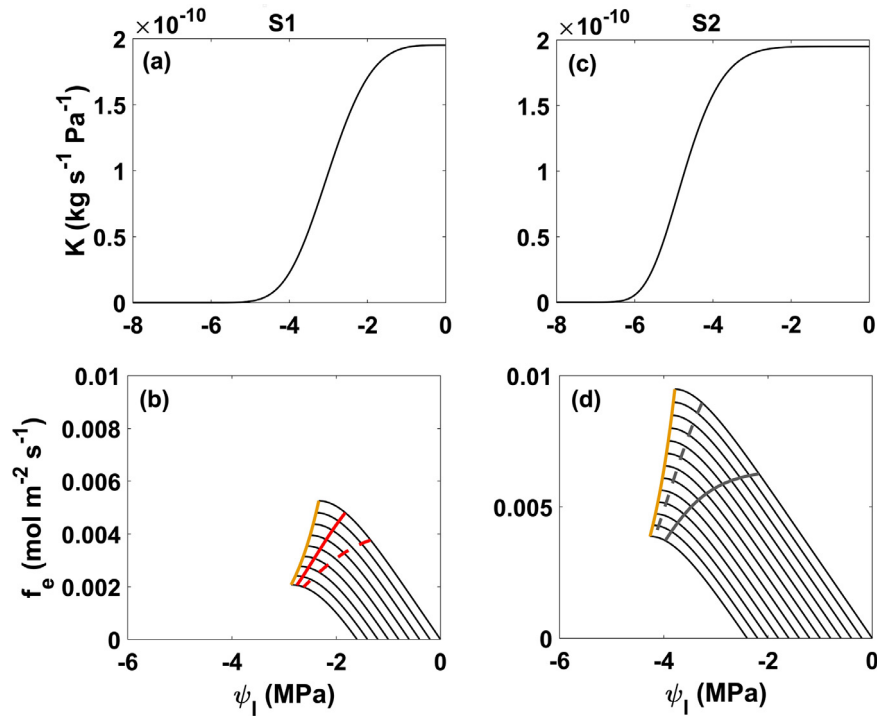 S1
×10⁻¹⁰
(a)
K (kg s⁻¹ Pa⁻¹)
2
1.5
1
0.5
0
-8 -6 -4 -2 0
S2
×10⁻¹⁰
(c)
2
1.5
1
0.5
0
-8 -6 -4 -2 0
(b)
f_e (mol m⁻² s⁻¹)
0.01
0.008
0.006
0.004
0.002
0
-6 -4 -2 0
ψ_l (MPa)
(d)
0.01
0.005
0
-6 -4 -2 0
ψ_l (MPa)